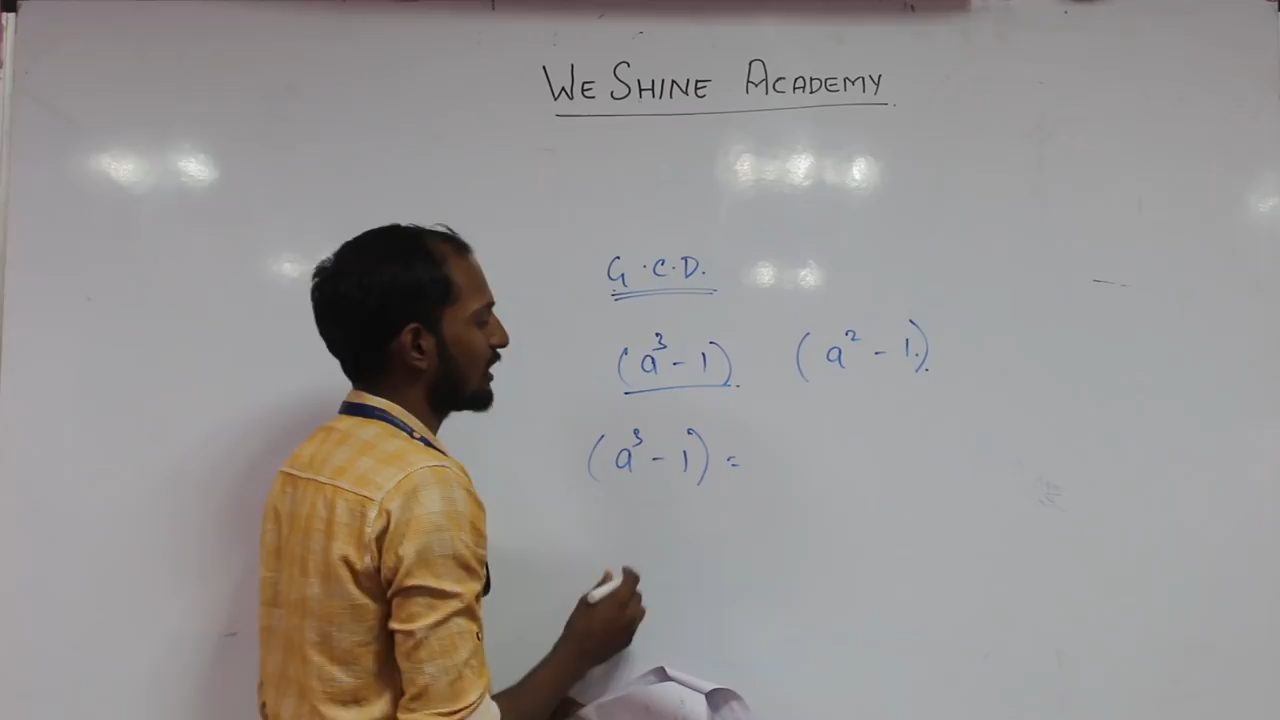 WE SHINE ACADEMY.
G.C.D.
(a³ - 1). (a² - 1).
(a³ - 1) =